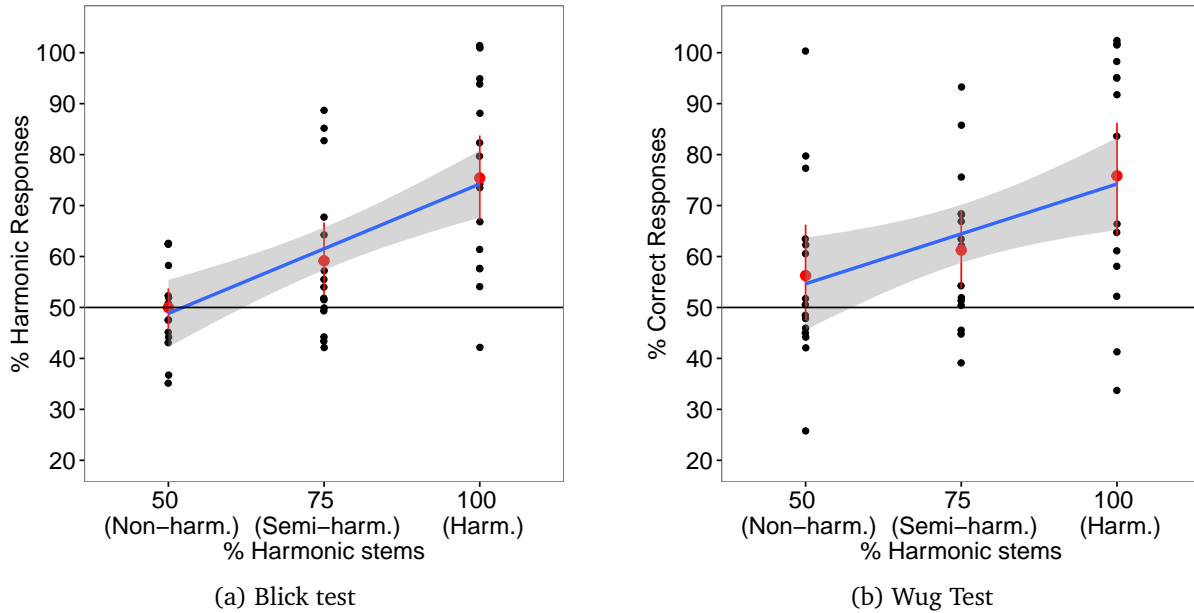 % Harmonic Responses
100
90
80
70
60
50
40
30
20
50 75 100
(Non−harm.) (Semi−harm.) (Harm.)
% Harmonic stems
(a) Blick test
% Correct Responses
100
90
80
70
60
50
40
30
20
50 75 100
(Non−harm.) (Semi−harm.) (Harm.)
% Harmonic stems
(b) Wug Test